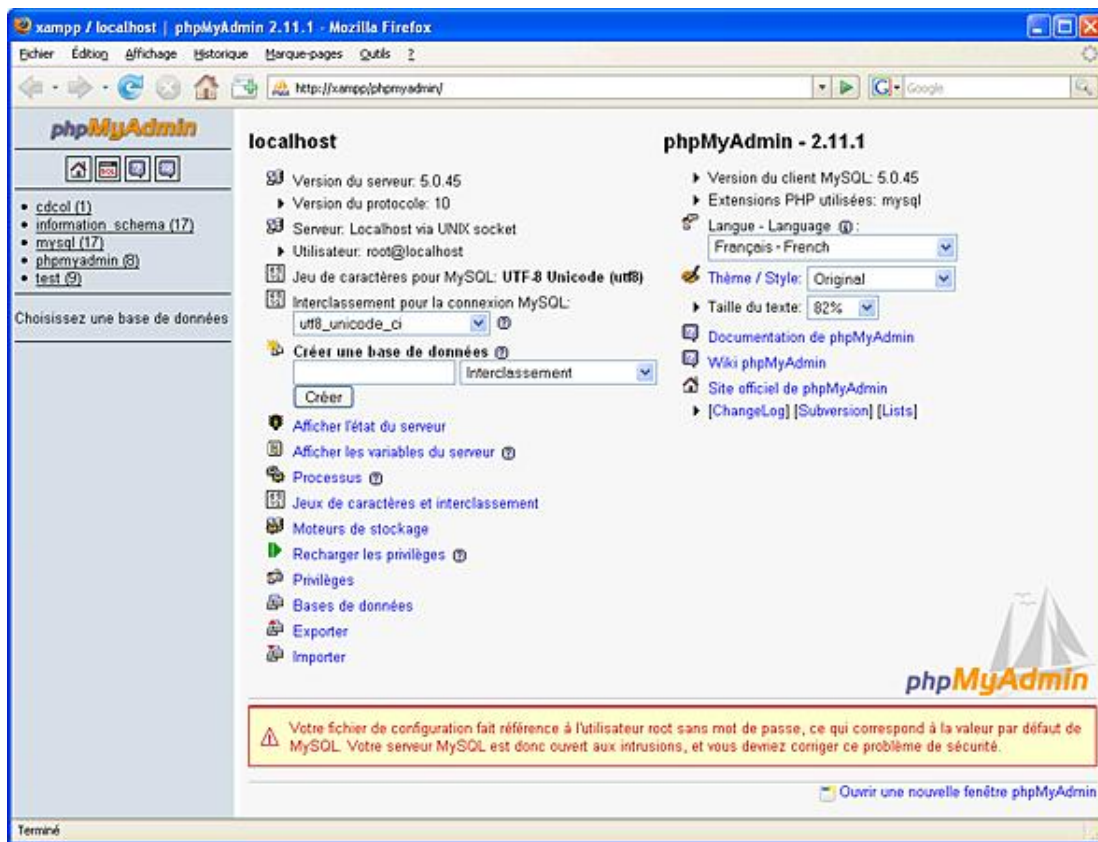 xampp / localhost | phpMyAdmin 2.11.1 - Mozilla Firefox
Fichier Édition Affichage Historique Marque-pages Outils ?
http://xampp/phpmyadmin/
Google
phpMyAdmin
cdcol (1)
information_schema (17)
mysql (17)
phpmyadmin (8)
test (9)
Choisissez une base de données
localhost
Version du serveur: 5.0.45
Version du protocole: 10
Serveur: Localhost via UNIX socket
Utilisateur: root@localhost
Jeu de caractères pour MySQL: UTF-8 Unicode (utf8)
Interclassement pour la connexion MySQL:
utf8_unicode_ci
Créer une base de données
Interclassement
Créer
Afficher l'état du serveur
Afficher les variables du serveur
Processus
Jeux de caractères et interclassement
Moteurs de stockage
Recharger les privilèges
Privilèges
Bases de données
Exporter
Importer
phpMyAdmin - 2.11.1
Version du client MySQL: 5.0.45
Extensions PHP utilisées: mysql
Langue - Language :
Français - French
Thème / Style: Original
Taille du texte: 82%
Documentation de phpMyAdmin
Wiki phpMyAdmin
Site officiel de phpMyAdmin
[ChangeLog] [Subversion] [Lists]
phpMyAdmin
Votre fichier de configuration fait référence à l'utilisateur root sans mot de passe, ce qui correspond à la valeur par défaut de
MySQL. Votre serveur MySQL est donc ouvert aux intrusions, et vous devriez corriger ce problème de sécurité.
Ouvrir une nouvelle fenêtre phpMyAdmin
Terminé